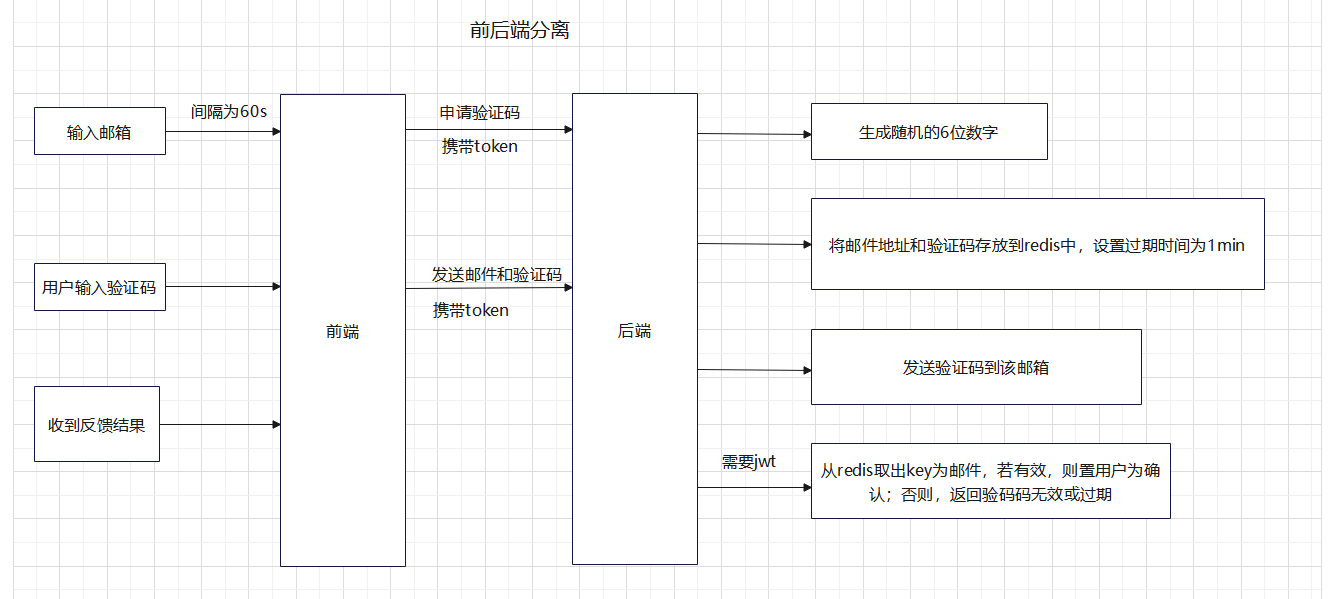 前后端分离
输入邮箱
间隔为60s
申请验证码
携带token
生成随机的6位数字
将邮件地址和验证码存放到redis中，设置过期时间为1min
用户输入验证码
发送邮件和验证码
携带token
前端
后端
发送验证码到该邮箱
收到反馈结果
需要jwt
从redis取出key为邮件，若有效，则置用户为确
认；否则，返回验码码无效或过期